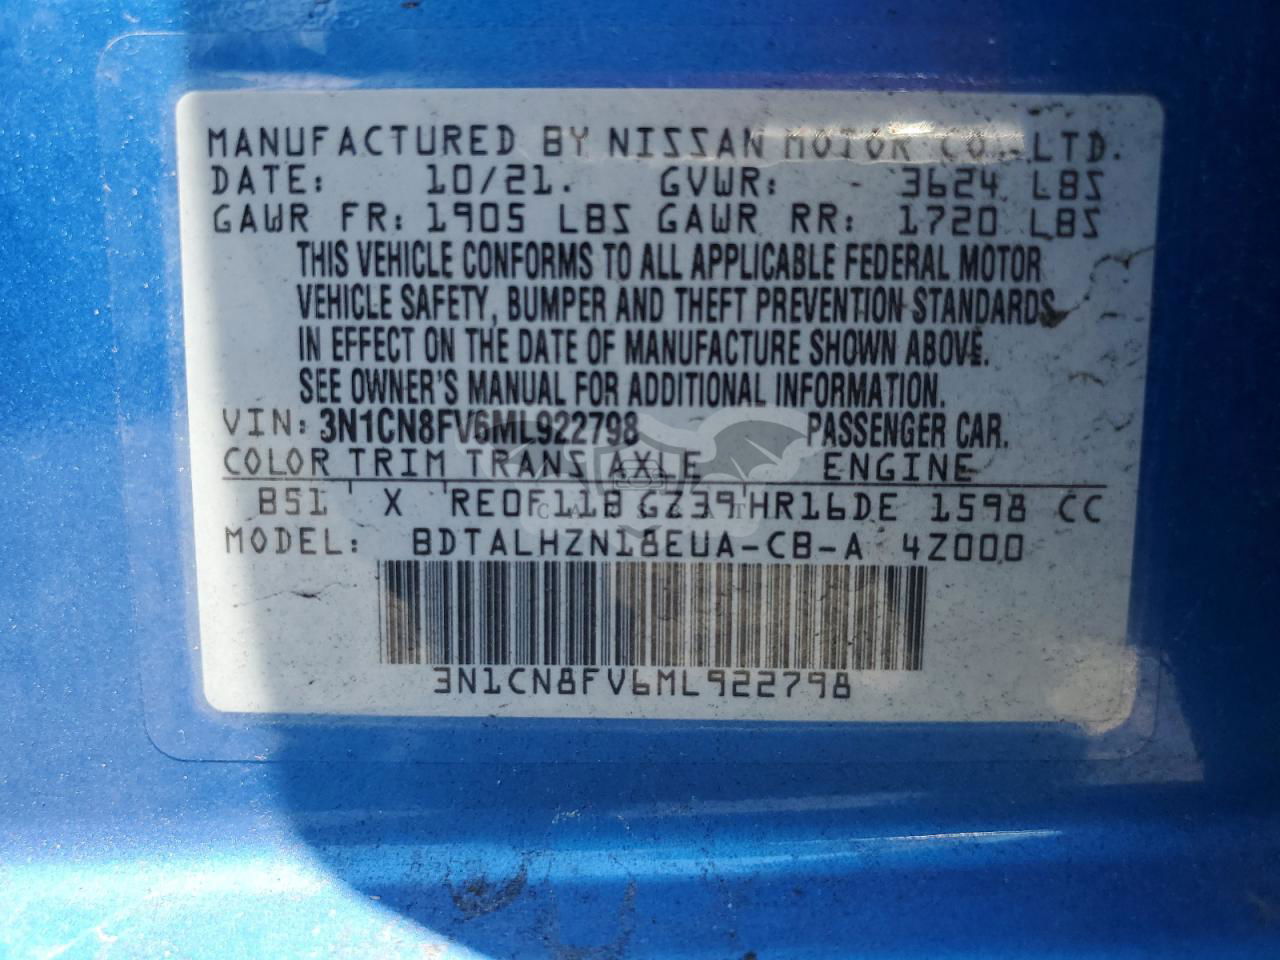 MANUFACTURED BY NISSAN MOTOR CO., LTD.
DATE: 10/21. GVWR: 3624 LBS
GAWR FR: 1905 LBS GAWR RR: 1720 LBS
THIS VEHICLE CONFORMS TO ALL APPLICABLE FEDERAL MOTOR
VEHICLE SAFETY, BUMPER AND THEFT PREVENTION STANDARDS
IN EFFECT ON THE DATE OF MANUFACTURE SHOWN ABOVE.
SEE OWNER'S MANUAL FOR ADDITIONAL INFORMATION.
VIN: 3N1CN8FV6ML922798 PASSENGER CAR.
COLOR TRIM TRANS AXLE ENGINE
B51 X RE0F11B GZ39 HR16DE 1598 CC
MODEL: BDTALHZN18EUA-CB-A 4Z000
3N1CN8FV6ML922798